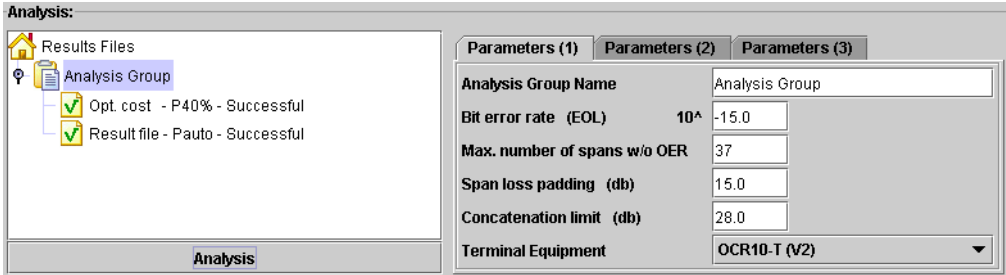 Analysis:
Results Files
Analysis Group
Opt. cost - P40% - Successful
Result file - Pauto - Successful
Analysis
Parameters (1) Parameters (2) Parameters (3)
Analysis Group Name Analysis Group
Bit error rate (EOL) 10^ -15.0
Max. number of spans w/o OER 37
Span loss padding (db) 15.0
Concatenation limit (db) 28.0
Terminal Equipment OCR10-T (V2)